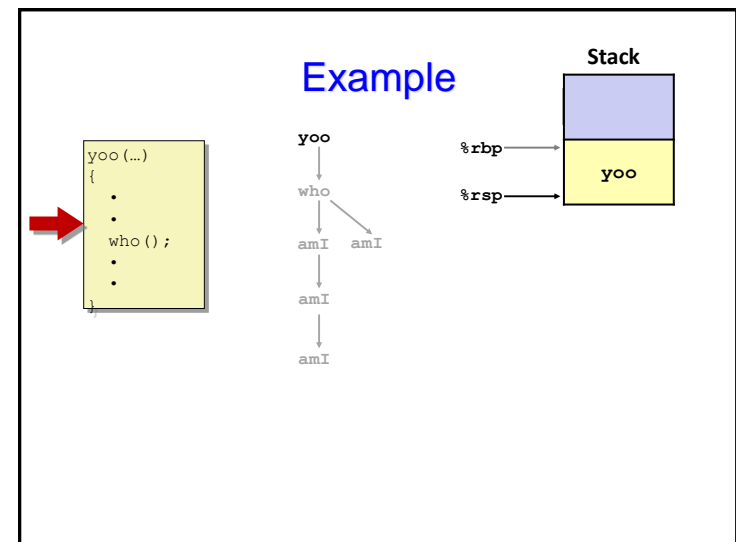 Example
Stack
yoo(…)
{
•
•
who();
•
•
}
yoo
who
amI amI
amI
amI
%rbp
yoo
%rsp